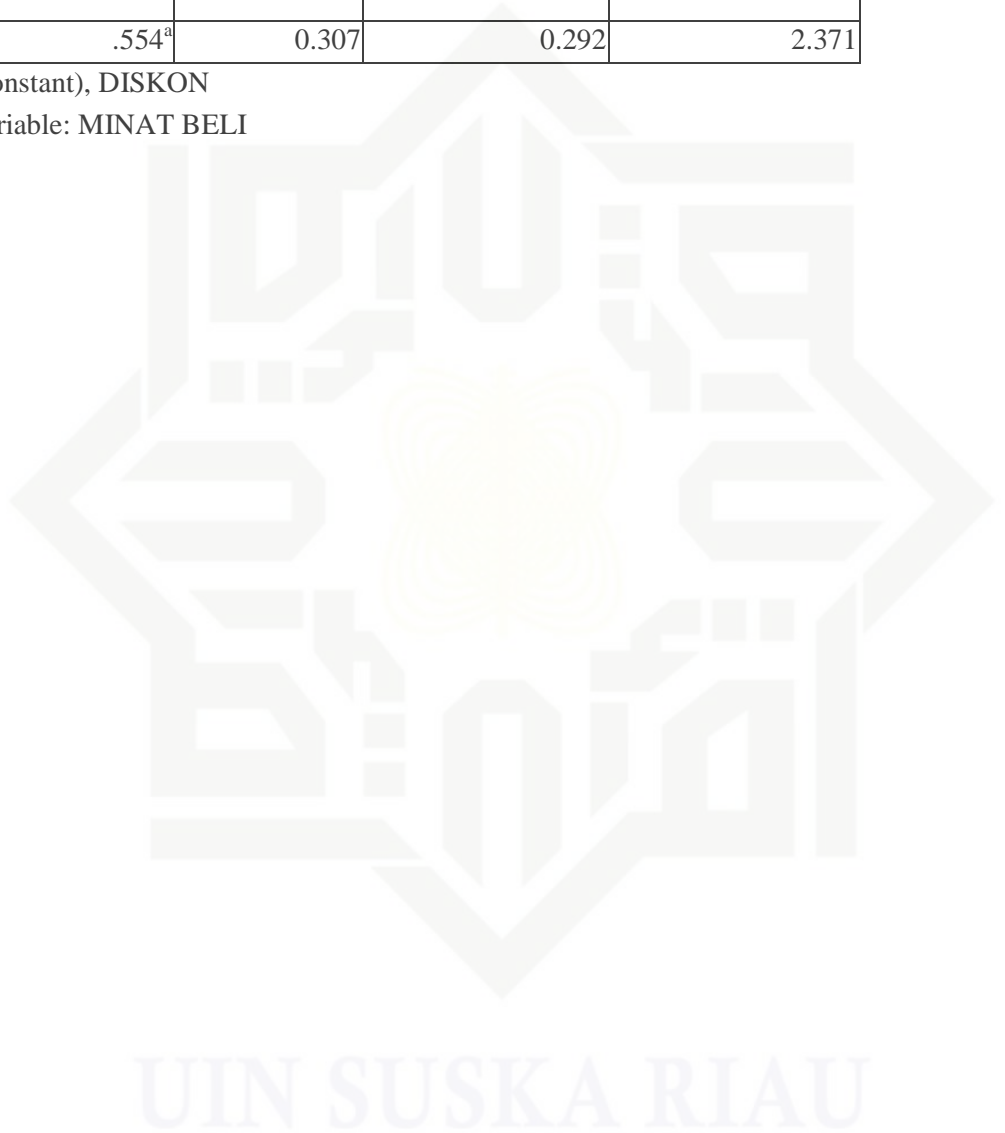 .554a 0.307 0.292 2.371
onstant), DISKON
riable: MINAT BELI
UIN SUSKA RIAU